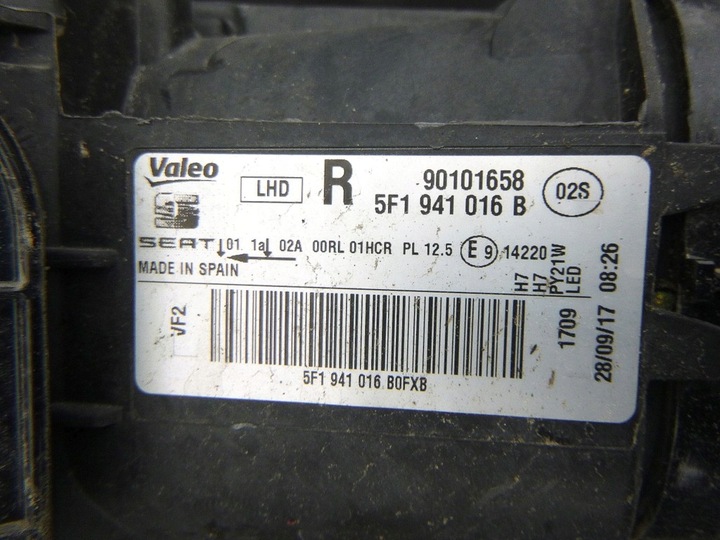 Valeo
LHD R 90101658 02S
5F1 941 016 B
SEAT 01 1a 02A 00RL 01HCR PL 12.5 E9 14220
MADE IN SPAIN
H7
H7
PY21W
LED
VF2
1709
28/09/17 08:26
5F1 941 016 B0FXB